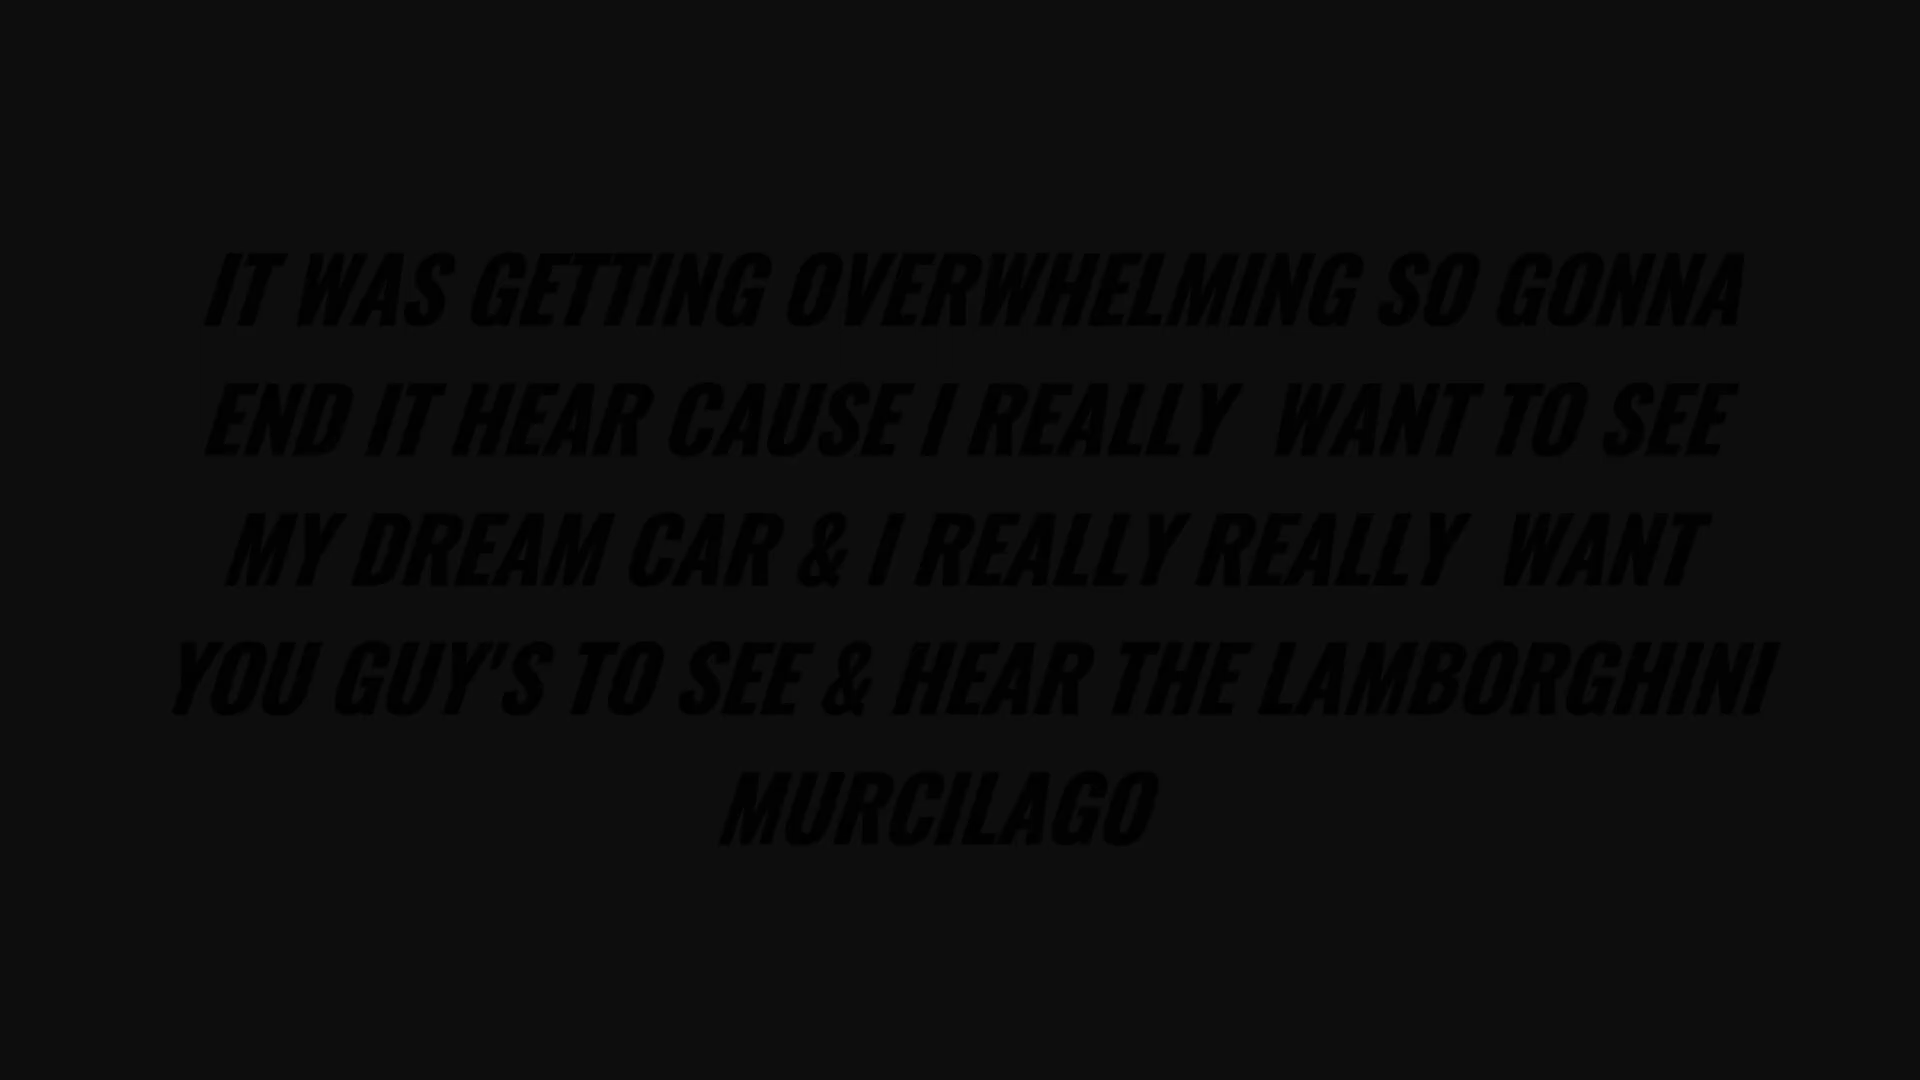 IT WAS GETTING OVERWHELMING SO GONNA
END IT HEAR CAUSE I REALLY  WANT TO SEE
MY DREAM CAR & I REALLY REALLY  WANT
YOU GUY'S TO SEE & HEAR THE LAMBORGHINI
MURCILAGO